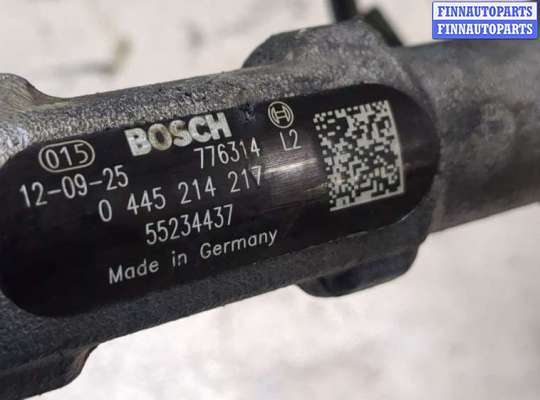 FINNAUTOPARTS
FINNAUTOPARTS
015 BOSCH
12-09-25 776314 L2
0 445 214 217
55234437
Made in Germany